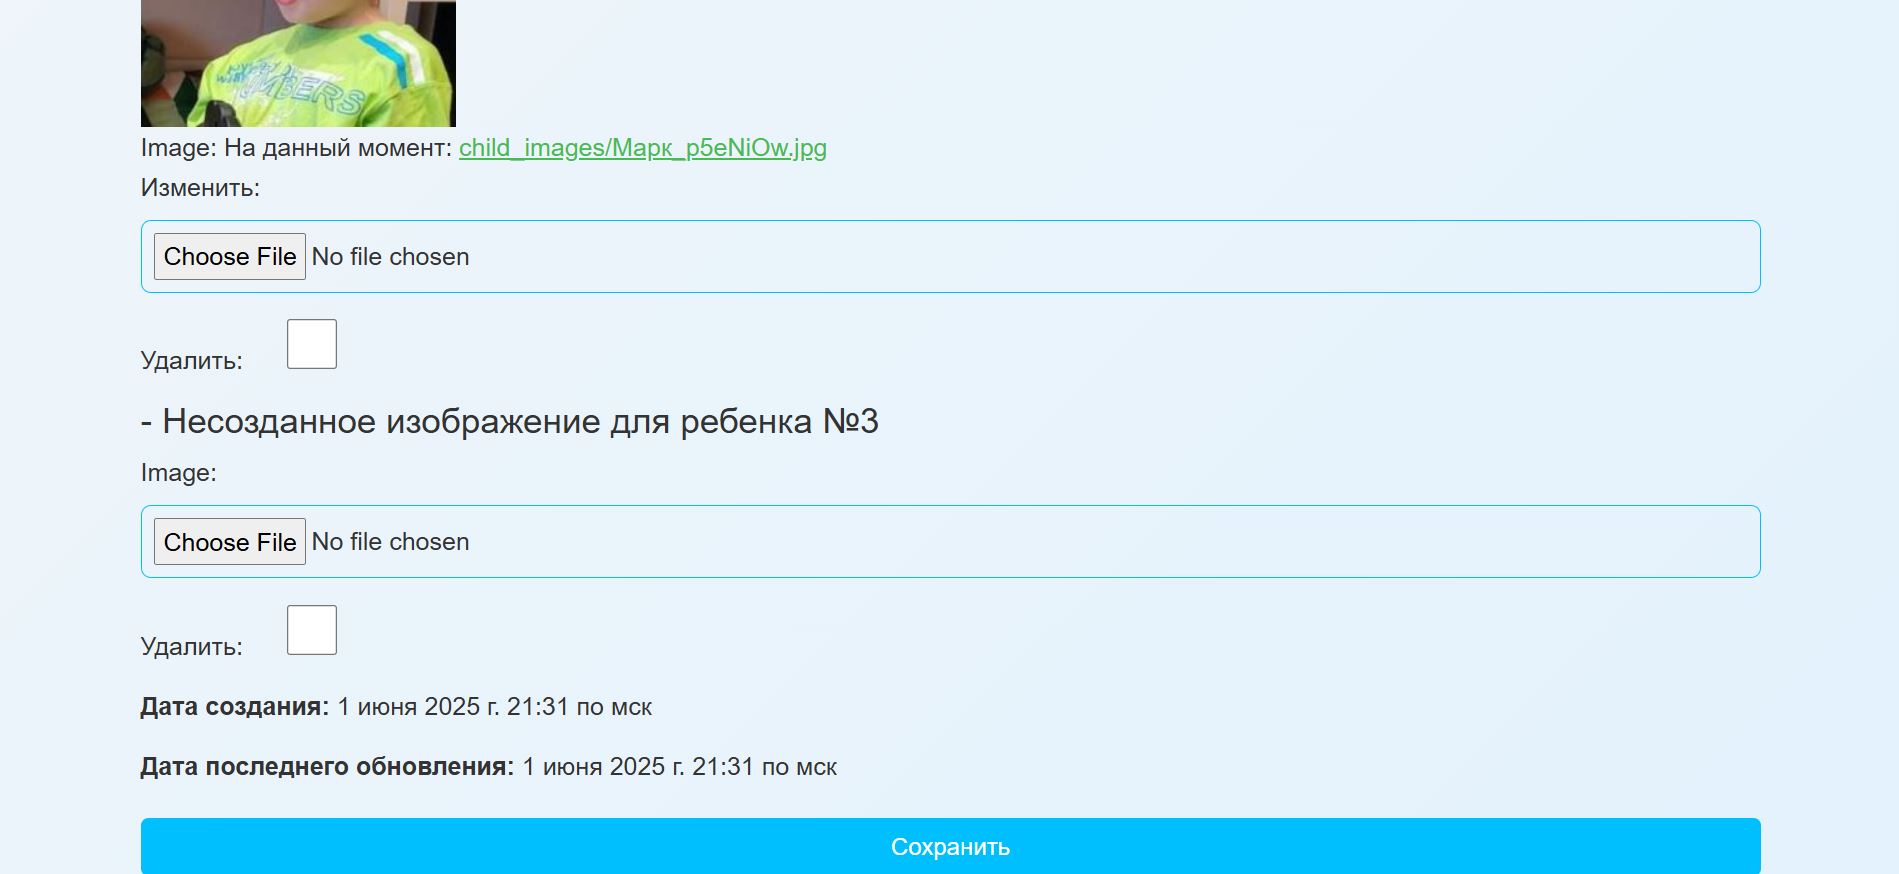 NUMBERS
Image: На данный момент: child_images/Марк_p5eNiOw.jpg
Изменить:
Choose File No file chosen
Удалить:
- Несозданное изображение для ребенка №3
Image:
Choose File No file chosen
Удалить:
Дата создания: 1 июня 2025 г. 21:31 по мск
Дата последнего обновления: 1 июня 2025 г. 21:31 по мск
Сохранить